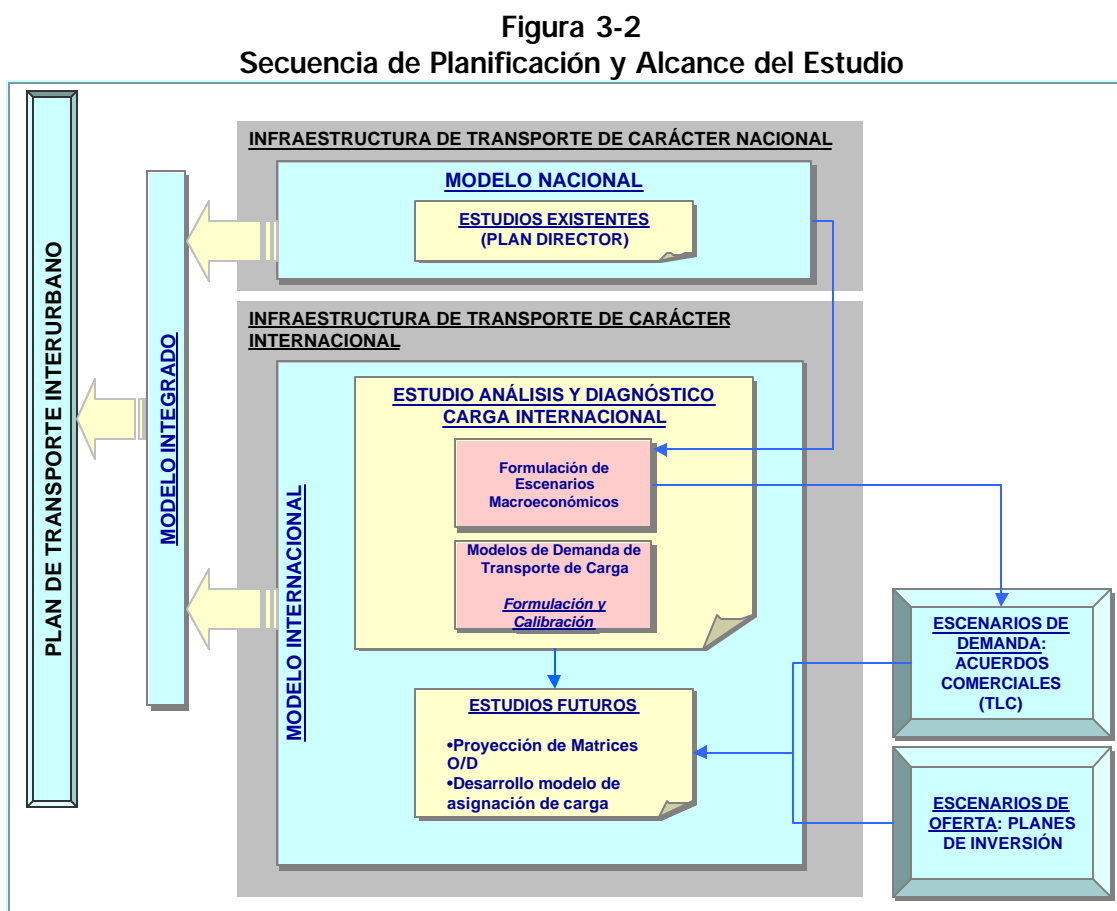 Figura 3-2
Secuencia de Planificación y Alcance del Estudio
PLAN DE TRANSPORTE INTERURBANO
MODELO INTEGRADO
INFRAESTRUCTURA DE TRANSPORTE DE CARÁCTER NACIONAL
MODELO NACIONAL
ESTUDIOS EXISTENTES
(PLAN DIRECTOR)
INFRAESTRUCTURA DE TRANSPORTE DE CARÁCTER
INTERNACIONAL
MODELO INTERNACIONAL
ESTUDIO ANÁLISIS Y DIAGNÓSTICO
CARGA INTERNACIONAL
Formulación de
Escenarios
Macroeconómicos
Modelos de Demanda de
Transporte de Carga
Formulación y
Calibración
ESTUDIOS FUTUROS
•Proyección de Matrices
O/D
•Desarrollo modelo de
asignación de carga
ESCENARIOS DE
DEMANDA:
ACUERDOS
COMERCIALES
(TLC)
ESCENARIOS DE
OFERTA: PLANES
DE INVERSIÓN